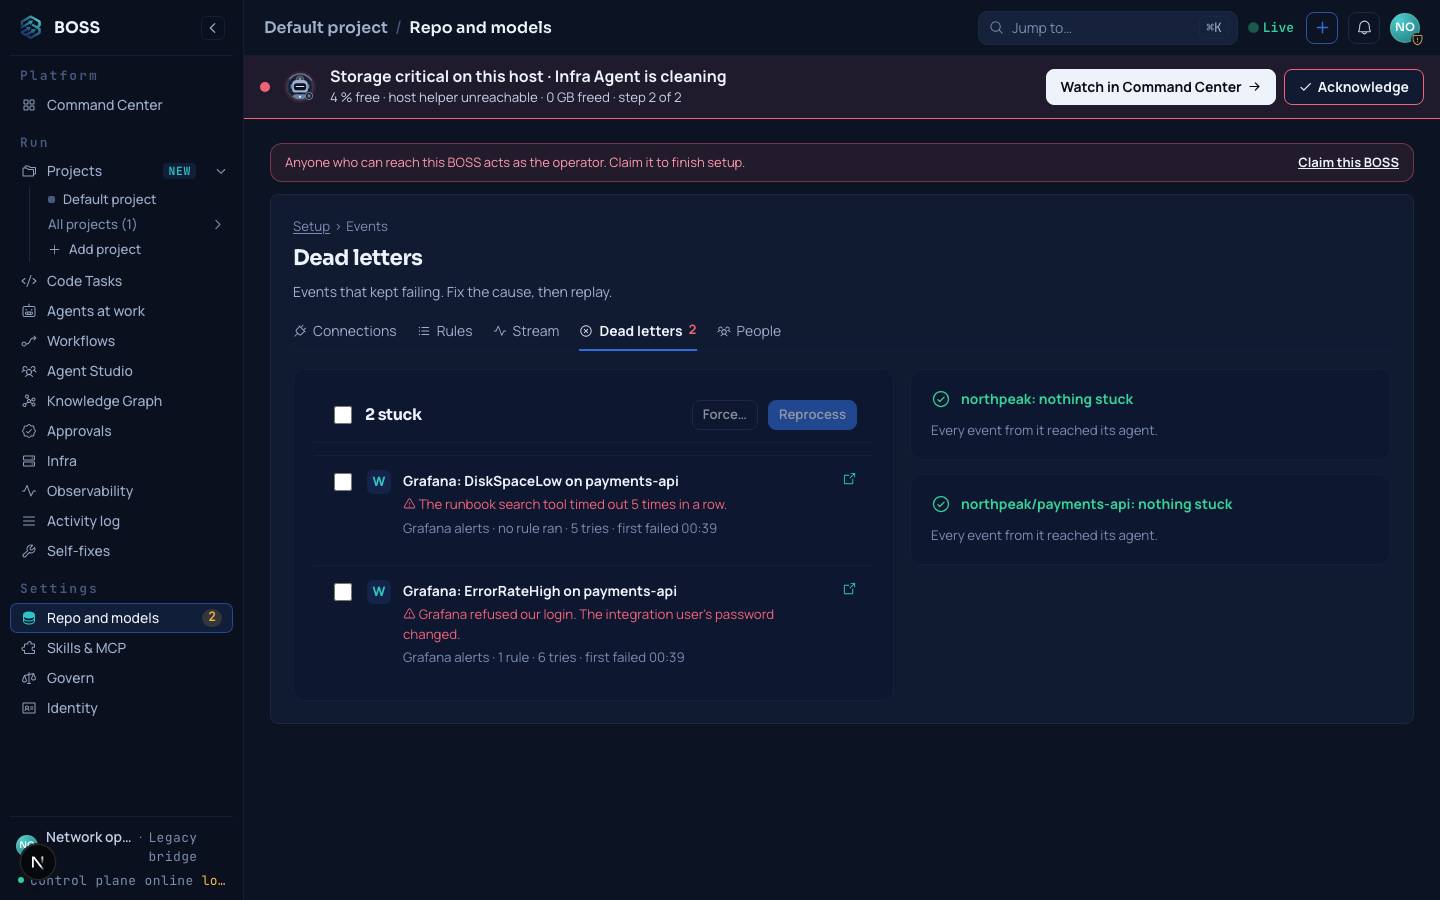 BOSS
Default project / Repo and models
Jump to…
⌘K
Live
NO
Platform
Command Center
Run
Projects
NEW
Default project
All projects (1)
Add project
Code Tasks
Agents at work
Workflows
Agent Studio
Knowledge Graph
Approvals
Infra
Observability
Activity log
Self-fixes
Settings
Repo and models
2
Skills & MCP
Govern
Identity
Network op… · Legacy
bridge
N
control plane online lo…
Storage critical on this host · Infra Agent is cleaning
4 % free · host helper unreachable · 0 GB freed · step 2 of 2
Watch in Command Center →
Acknowledge
Anyone who can reach this BOSS acts as the operator. Claim it to finish setup.
Claim this BOSS
Setup › Events
Dead letters
Events that kept failing. Fix the cause, then replay.
Connections
Rules
Stream
Dead letters 2
People
2 stuck
Force…
Reprocess
W
Grafana: DiskSpaceLow on payments-api
The runbook search tool timed out 5 times in a row.
Grafana alerts · no rule ran · 5 tries · first failed 00:39
W
Grafana: ErrorRateHigh on payments-api
Grafana refused our login. The integration user's password
changed.
Grafana alerts · 1 rule · 6 tries · first failed 00:39
northpeak: nothing stuck
Every event from it reached its agent.
northpeak/payments-api: nothing stuck
Every event from it reached its agent.